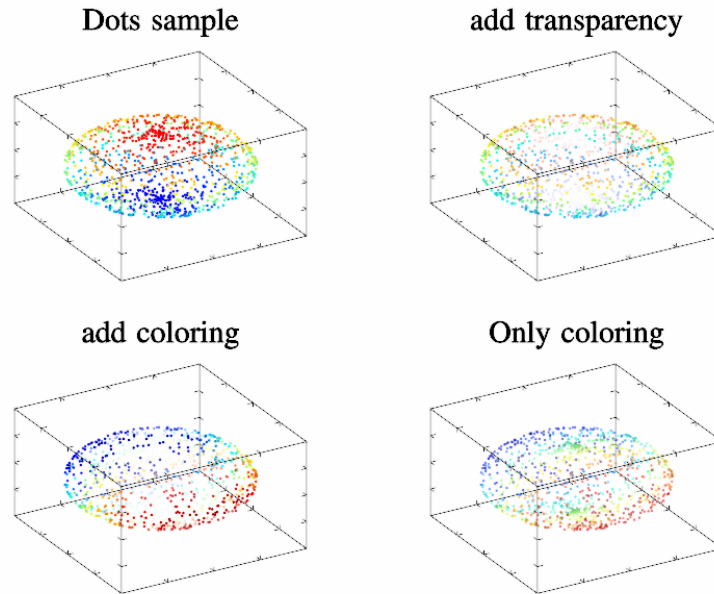 Dots sample
add transparency
add coloring
Only coloring